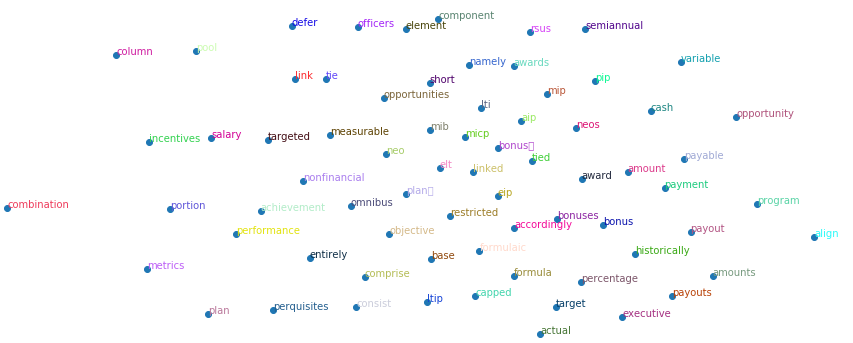 component
defer
officers
element
rsus
semiannual
column
pool
namely
awards
variable
link
tie
short
pip
opportunities
mip
lti
cash
opportunity
aip
neos
mib
measurable
micp
incentives
salary
targeted
bonus
neo
tied
payable
elt
linked
award
amount
nonfinancial
plan
eip
payment
combination
portion
achievement
omnibus
restricted
program
bonuses
bonus
accordingly
performance
objective
payout
align
entirely
base
formulaic
historically
metrics
comprise
formula
percentage
amounts
ltip
capped
payouts
plan
perquisites
consist
target
executive
actual